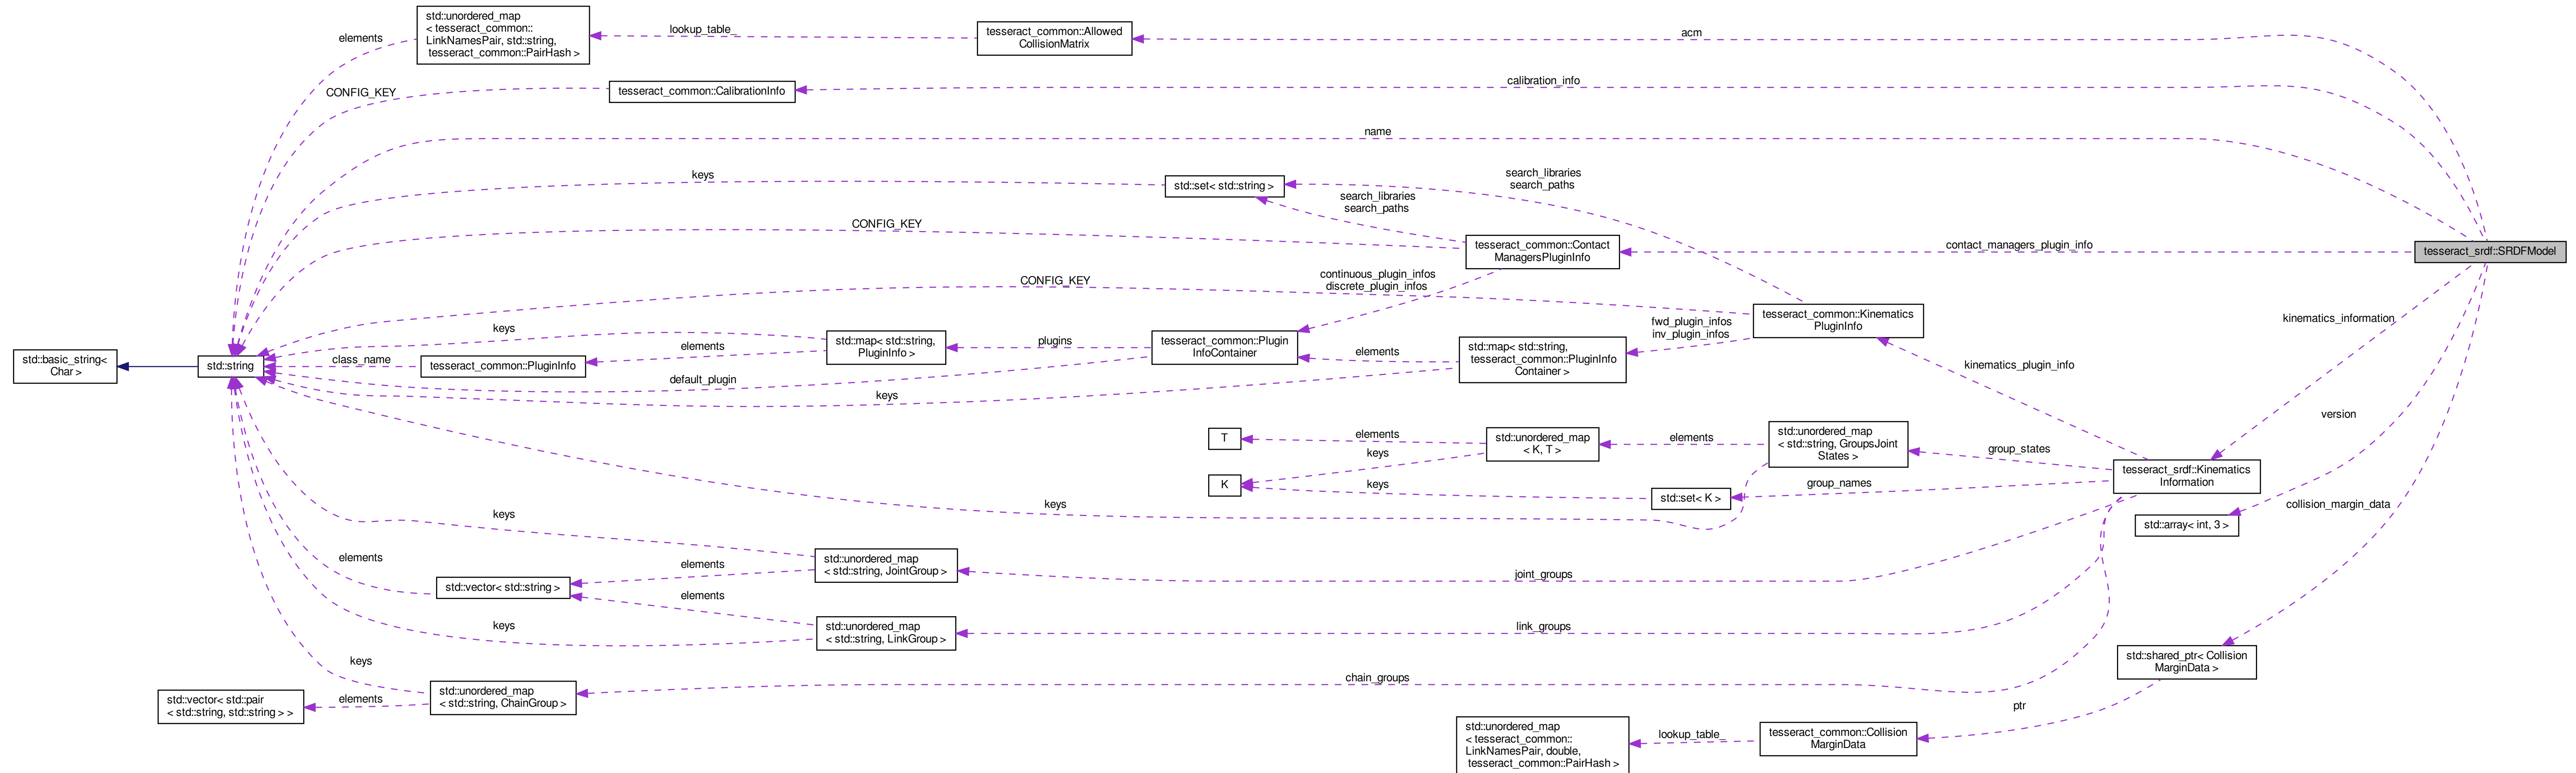 std::unordered_map
< tesseract_common::
LinkNamesPair, std::string,
tesseract_common::PairHash >
elements
lookup_table_
tesseract_common::Allowed
CollisionMatrix
acm
CONFIG_KEY
tesseract_common::CalibrationInfo
calibration_info
name
keys
std::set< std::string >
search_libraries
search_paths
search_libraries
search_paths
CONFIG_KEY
tesseract_common::Contact
ManagersPluginInfo
contact_managers_plugin_info
tesseract_srdf::SRDFModel
CONFIG_KEY
continuous_plugin_infos
discrete_plugin_infos
tesseract_common::Kinematics
PluginInfo
kinematics_information
keys
std::map< std::string,
PluginInfo >
plugins
tesseract_common::Plugin
InfoContainer
elements
std::map< std::string,
tesseract_common::PluginInfo
Container >
fwd_plugin_infos
inv_plugin_infos
std::basic_string<
Char >
std::string
class_name
tesseract_common::PluginInfo
elements
default_plugin
keys
kinematics_plugin_info
version
T
elements
std::unordered_map
< K, T >
elements
std::unordered_map
< std::string, GroupsJoint
States >
group_states
tesseract_srdf::Kinematics
Information
keys
K
keys
std::set< K >
group_names
keys
collision_margin_data
std::array< int, 3 >
keys
elements
std::vector< std::string >
elements
std::unordered_map
< std::string, JointGroup >
joint_groups
elements
keys
std::unordered_map
< std::string, LinkGroup >
link_groups
std::shared_ptr< Collision
MarginData >
keys
std::vector< std::pair
< std::string, std::string > >
elements
std::unordered_map
< std::string, ChainGroup >
chain_groups
ptr
std::unordered_map
< tesseract_common::
LinkNamesPair, double,
tesseract_common::PairHash >
lookup_table_
tesseract_common::Collision
MarginData